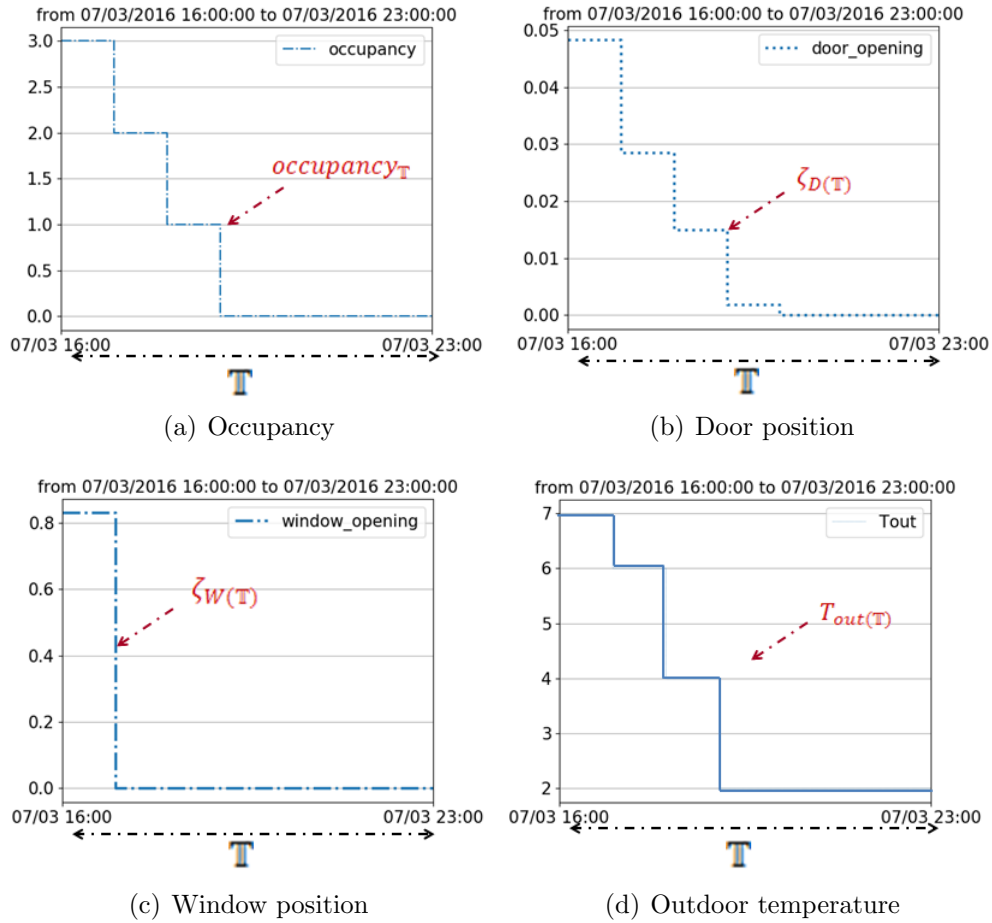 from 07/03/2016 16:00:00 to 07/03/2016 23:00:00
3.0
2.5
2.0
1.5
1.0
0.5
0.0
occupancy
occupancy𝕋
07/03 16:00
07/03 23:00
𝕋
(a) Occupancy
from 07/03/2016 16:00:00 to 07/03/2016 23:00:00
0.05
0.04
0.03
0.02
0.01
0.00
door_opening
ζD(𝕋)
07/03 16:00
07/03 23:00
𝕋
(b) Door position
from 07/03/2016 16:00:00 to 07/03/2016 23:00:00
0.8
0.6
0.4
0.2
0.0
window_opening
ζW(𝕋)
07/03 16:00
07/03 23:00
𝕋
(c) Window position
from 07/03/2016 16:00:00 to 07/03/2016 23:00:00
7
6
5
4
3
2
Tout
Tout(𝕋)
07/03 16:00
07/03 23:00
𝕋
(d) Outdoor temperature